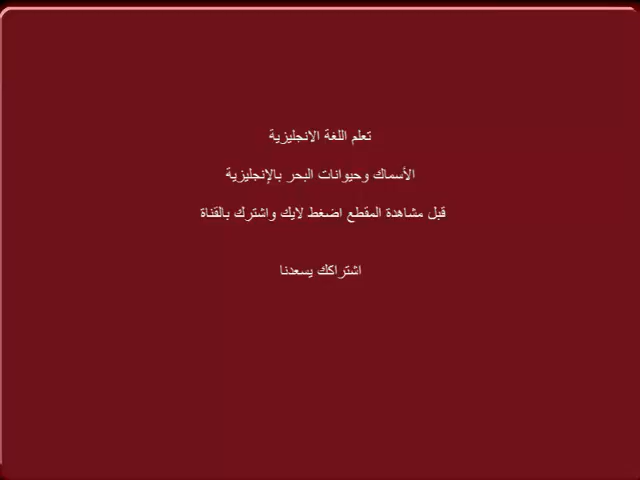 تعلم اللغة الانجليزية
الأسماك وحيوانات البحر بالإنجليزية
قبل مشاهدة المقطع اضغط لايك واشترك بالقناة
اشتراكك يسعدنا